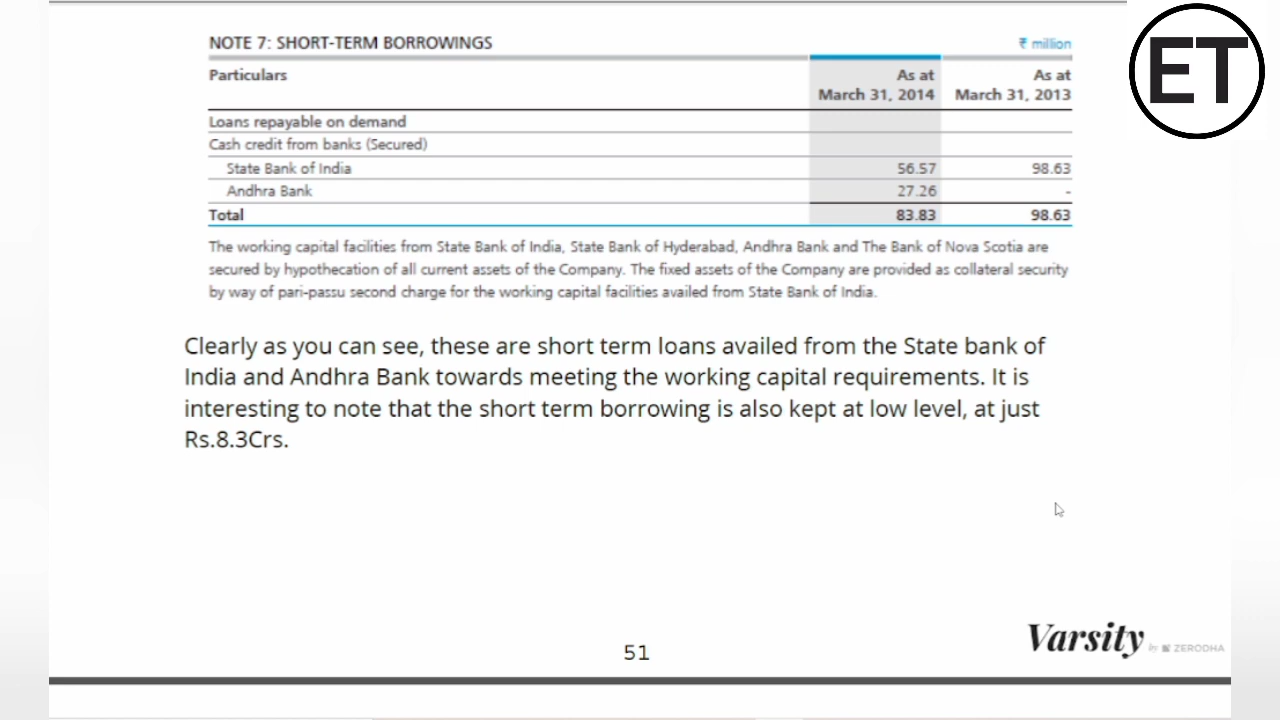 ET
NOTE 7: SHORT-TERM BORROWINGS ₹ million
Particulars As at As at
March 31, 2014 March 31, 2013
Loans repayable on demand
Cash credit from banks (Secured)
State Bank of India 56.57 98.63
Andhra Bank 27.26 -
Total 83.83 98.63
The working capital facilities from State Bank of India, State Bank of Hyderabad, Andhra Bank and The Bank of Nova Scotia are
secured by hypothecation of all current assets of the Company. The fixed assets of the Company are provided as collateral security
by way of pari-passu second charge for the working capital facilities availed from State Bank of India.
Clearly as you can see, these are short term loans availed from the State bank of
India and Andhra Bank towards meeting the working capital requirements. It is
interesting to note that the short term borrowing is also kept at low level, at just
Rs.8.3Crs.
51
Varsity by ZERODHA